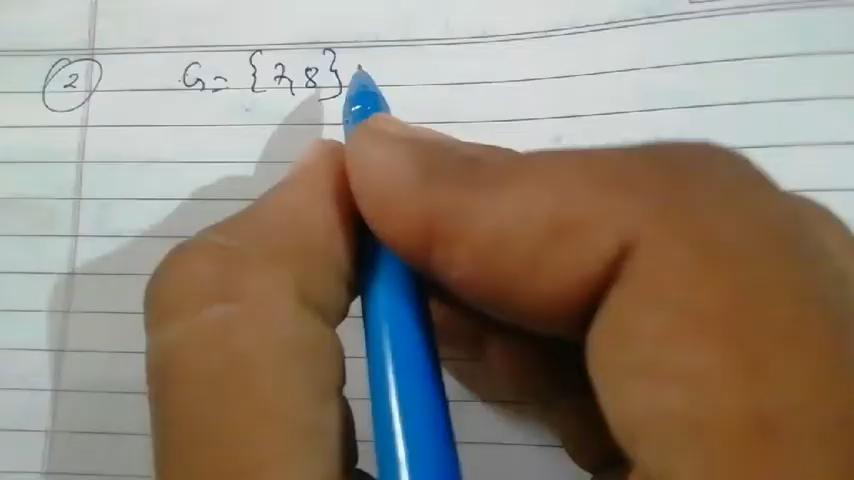 2 G = {7, 8}